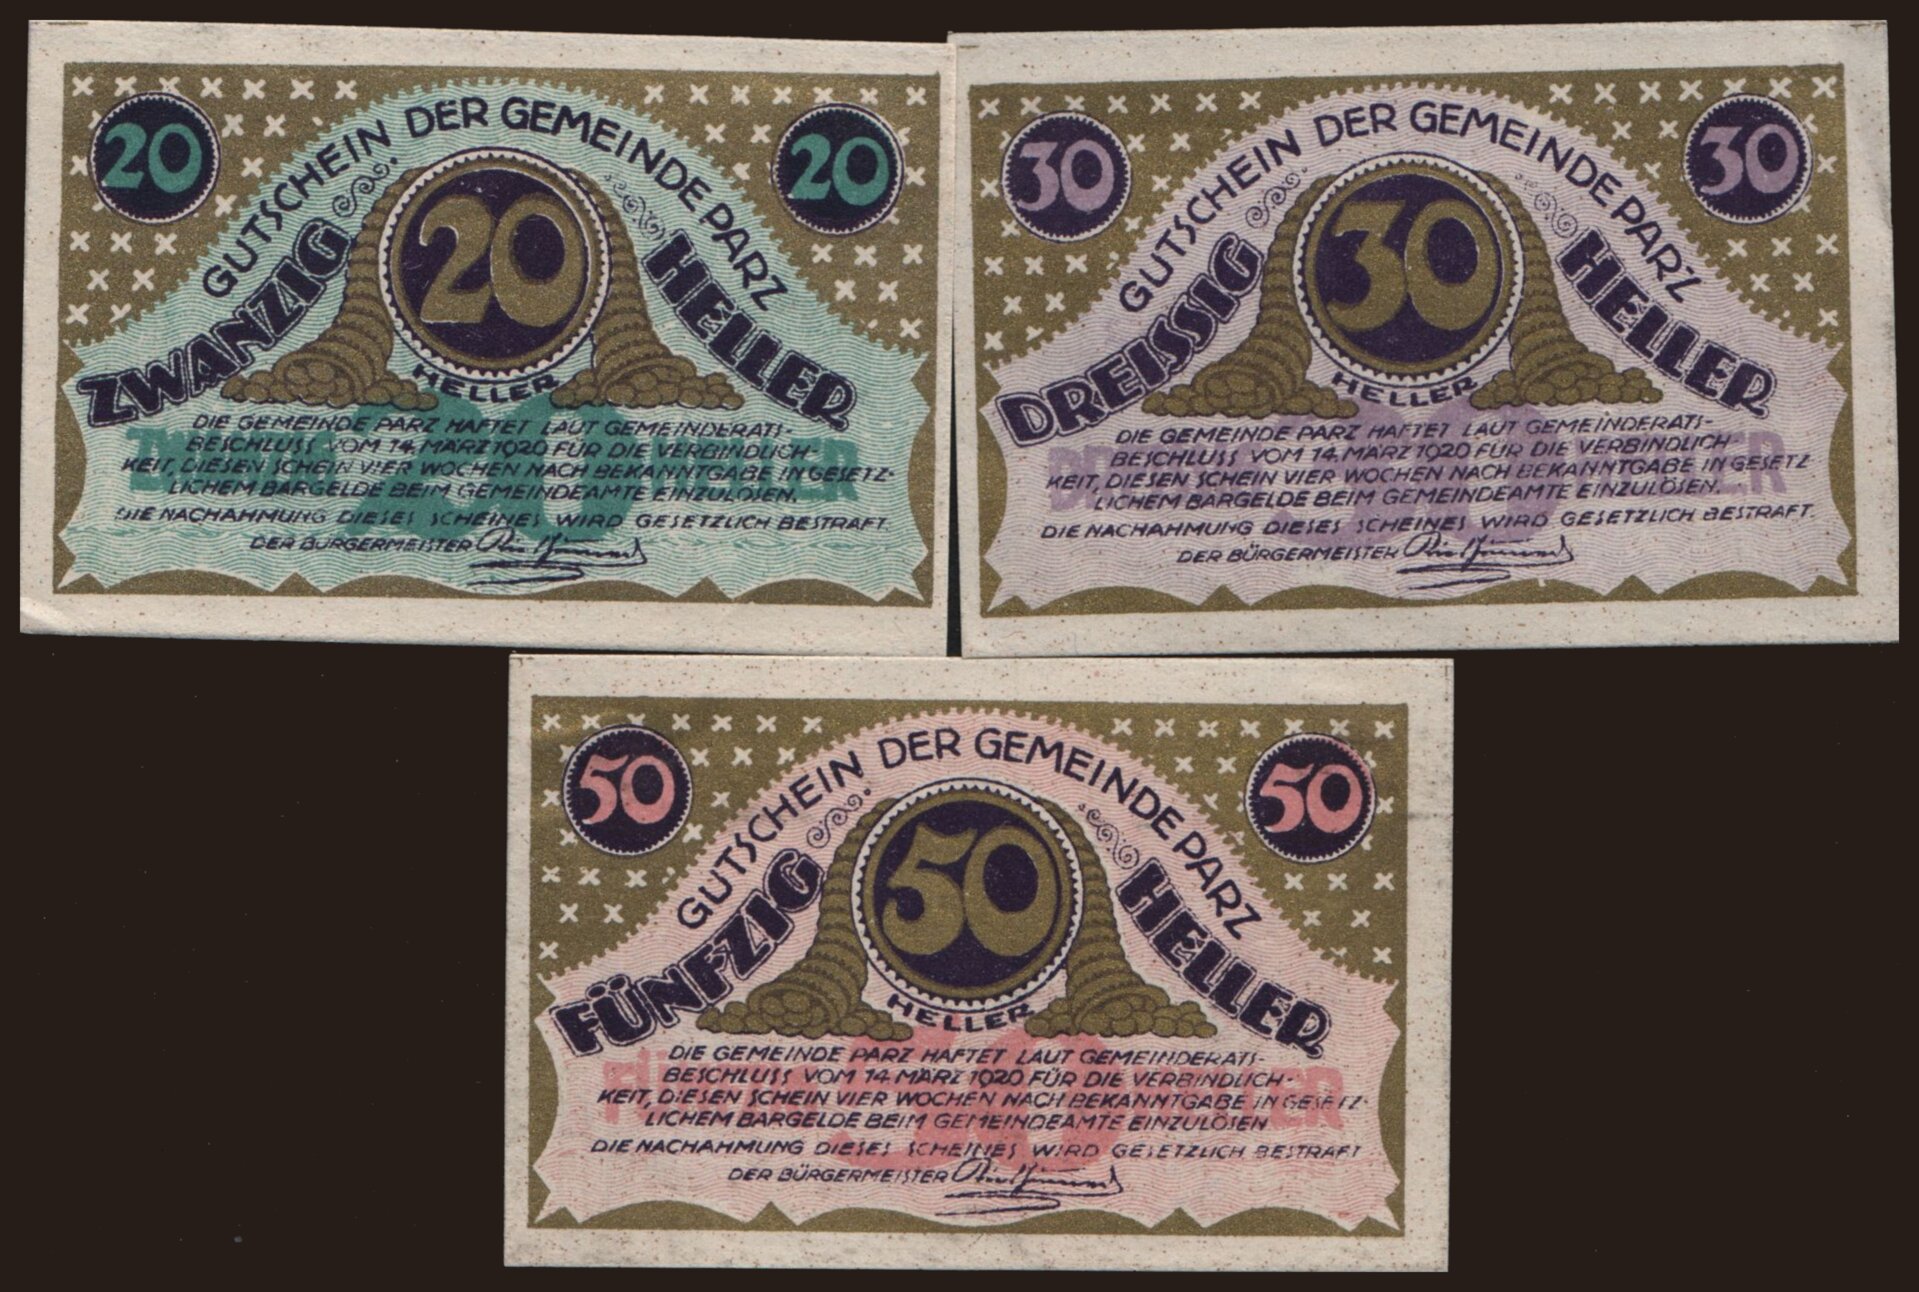 GUTSCHEIN DER GEMEINDE PARZ
20 20
20
ZWANZIG HELLER
HELLER
DIE GEMEINDE PARZ HAFTET LAUT GEMEINDERATS-
BESCHLUSS VOM 14. MÄRZ 1920 FÜR DIE VERBINDLICH-
KEIT, DIESEN SCHEIN VIER WOCHEN NACH BEKANNTGABE IN GESETZ-
LICHEM BARGELDE BEIM GEMEINDEAMTE EINZULÖSEN.
DIE NACHAHMUNG DIESES SCHEINES WIRD GESETZLICH BESTRAFT.
DER BÜRGERMEISTER
GUTSCHEIN DER GEMEINDE PARZ
30 30
30
DREISSIG HELLER
HELLER
DIE GEMEINDE PARZ HAFTET LAUT GEMEINDERATS-
BESCHLUSS VOM 14. MÄRZ 1920 FÜR DIE VERBINDLICH-
KEIT, DIESEN SCHEIN VIER WOCHEN NACH BEKANNTGABE IN GESETZ
LICHEM BARGELDE BEIM GEMEINDEAMTE EINZULÖSEN.
DIE NACHAHMUNG DIESES SCHEINES WIRD GESETZLICH BESTRAFT.
DER BÜRGERMEISTER
GUTSCHEIN DER GEMEINDE PARZ
50 50
50
FÜNFZIG HELLER
HELLER
DIE GEMEINDE PARZ HAFTET LAUT GEMEINDERATS-
BESCHLUSS VOM 14. MÄRZ 1920 FÜR DIE VERBINDLICH-
KEIT, DIESEN SCHEIN VIER WOCHEN NACH BEKANNTGABE IN GESETZ-
LICHEM BARGELDE BEIM GEMEINDEAMTE EINZULÖSEN
DIE NACHAHMUNG DIESES SCHEINES WIRD GESETZLICH BESTRAFT
DER BÜRGERMEISTER